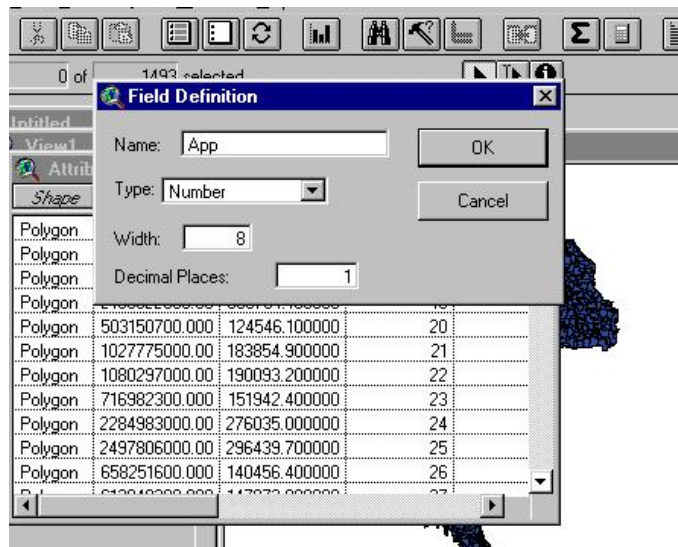 0 of 1493 selected
Field Definition
Untitled
View1
Name: App
OK
Attrib
Type: Number
Cancel
Shape
Width: 8
Decimal Places: 1
Polygon
Polygon
Polygon
Polygon
Polygon 503150700.000 124546.100000 20
Polygon 1027775000.00 183854.900000 21
Polygon 1080297000.00 190093.200000 22
Polygon 716982300.000 151942.400000 23
Polygon 2284983000.00 276035.000000 24
Polygon 2497806000.00 296439.700000 25
Polygon 658251600.000 140456.400000 26